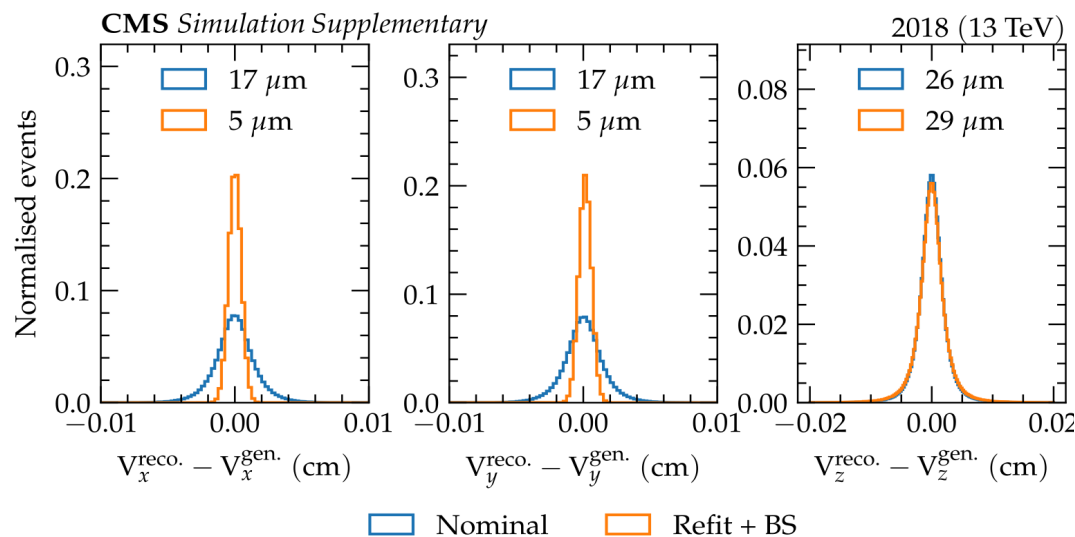 CMS Simulation Supplementary
2018 (13 TeV)
Normalised events
0.3
0.2
0.1
0.0
17 μm
5 μm
−0.01
0.00
0.01
V_x^reco. − V_x^gen. (cm)
0.3
0.2
0.1
0.0
17 μm
5 μm
−0.01
0.00
0.01
V_y^reco. − V_y^gen. (cm)
0.08
0.06
0.04
0.02
0.00
26 μm
29 μm
−0.02
0.00
0.02
V_z^reco. − V_z^gen. (cm)
Nominal
Refit + BS